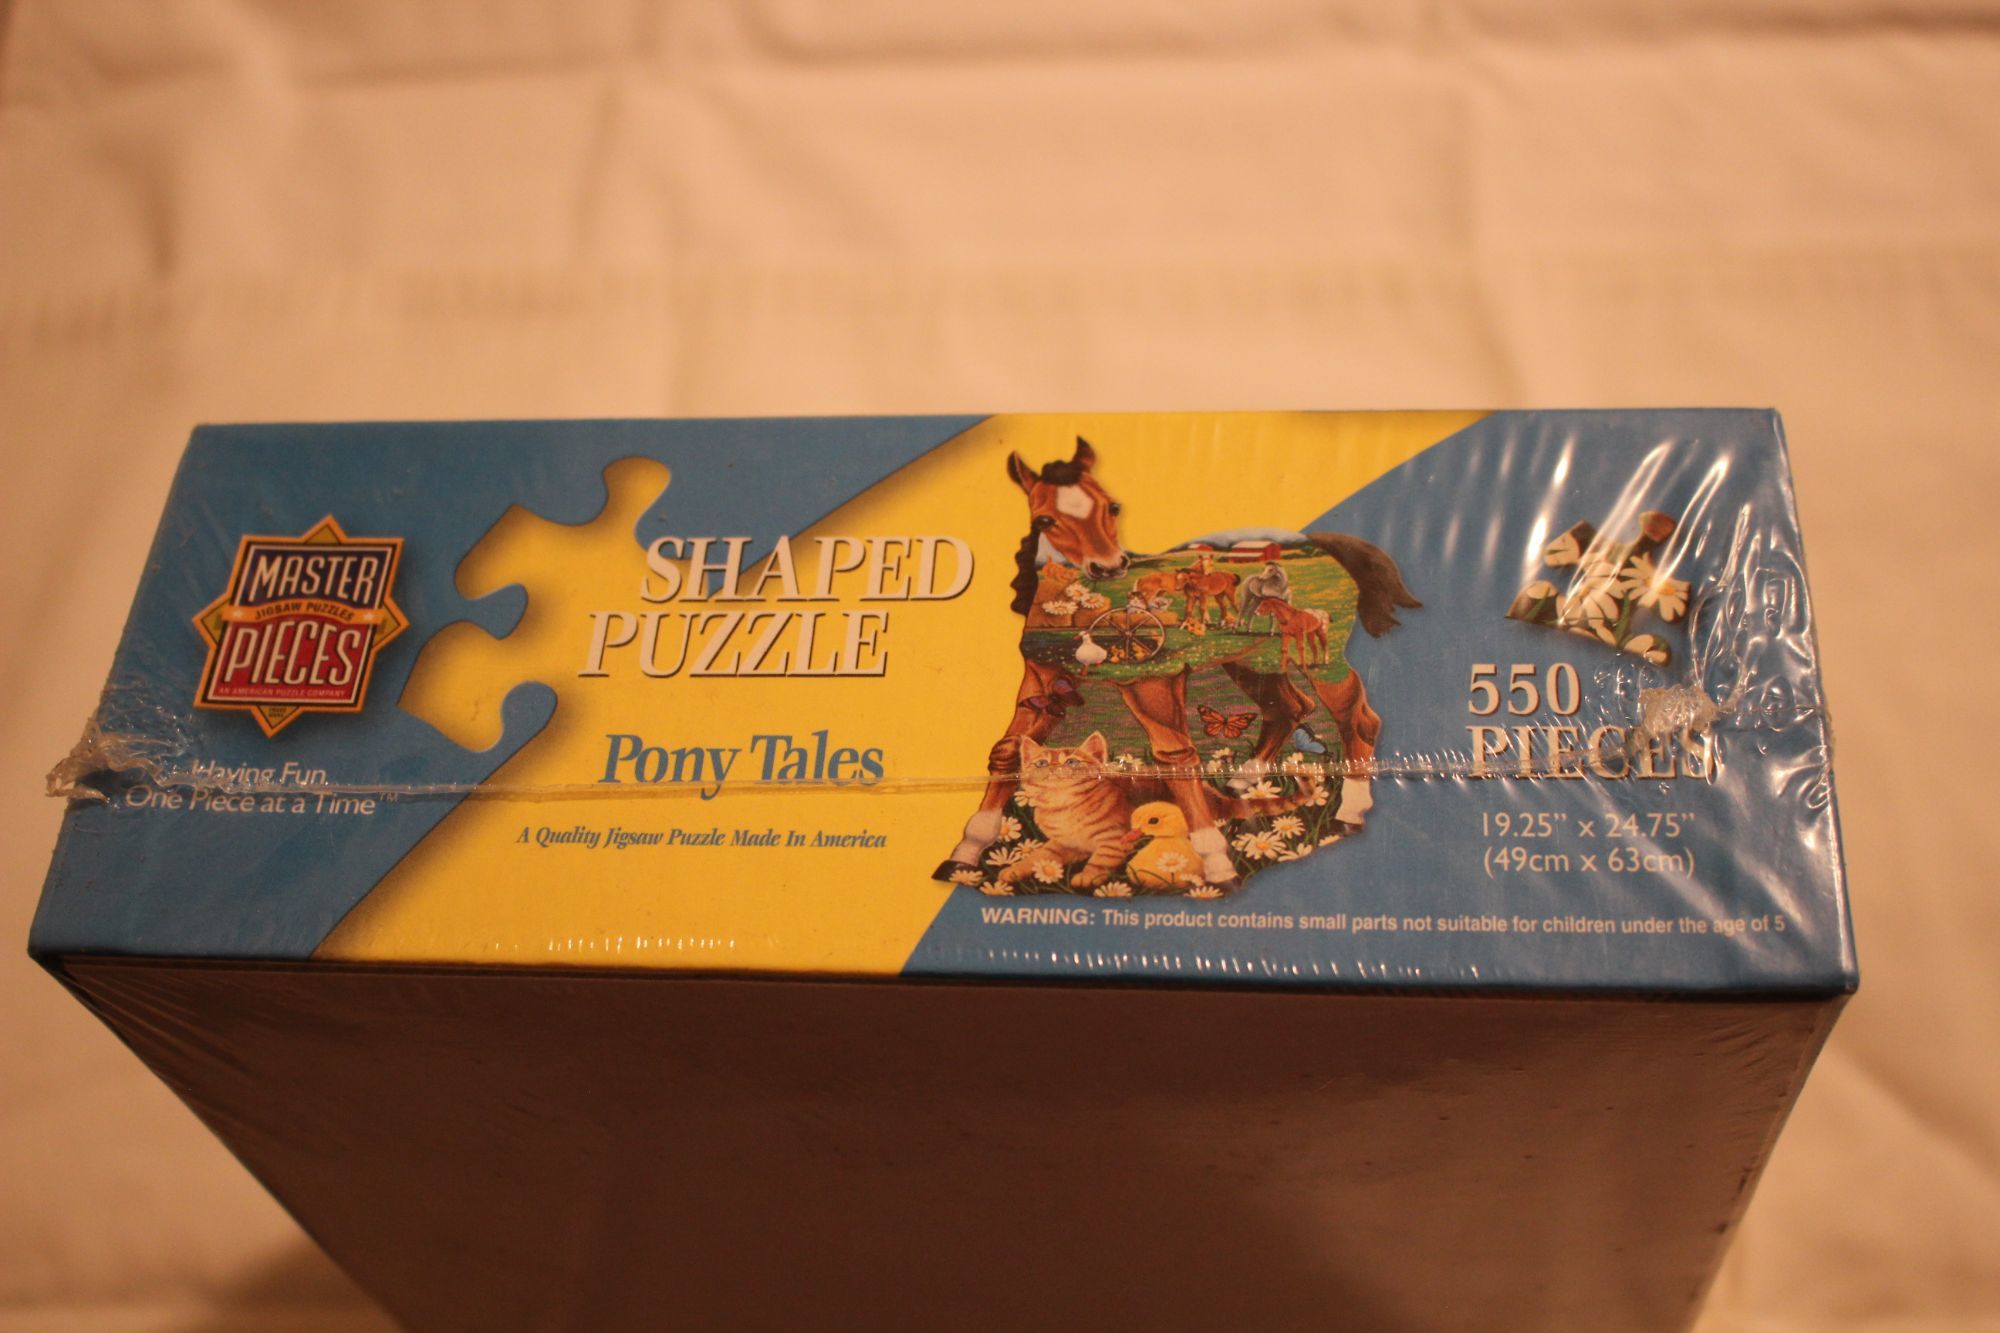 MASTER
JIGSAW PUZZLES
PIECES
AN AMERICAN PUZZLE COMPANY
TRADE
MARK
Having Fun
One Piece at a Time™
SHAPED
PUZZLE
Pony Tales
A Quality Jigsaw Puzzle Made In America
550
PIECES
19.25" x 24.75"
(49cm x 63cm)
WARNING: This product contains small parts not suitable for children under the age of 5